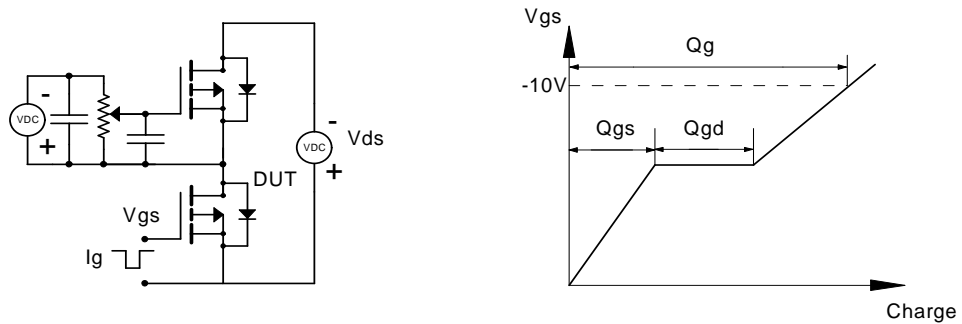 -
VDC
+
DUT
Vgs
Ig
-
Vds
VDC
+
Vgs
Qg
-10V
Qgs
Qgd
Charge